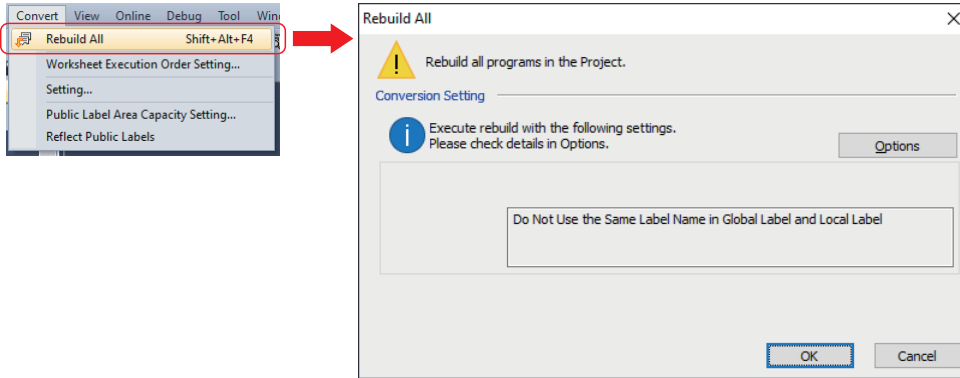 Convert View Online Debug Tool
Rebuild All Shift+Alt+F4
Worksheet Execution Order Setting...
Setting...
Public Label Area Capacity Setting...
Reflect Public Labels
Rebuild All
Rebuild all programs in the Project.
Conversion Setting
Execute rebuild with the following settings.
Please check details in Options.
Options
Do Not Use the Same Label Name in Global Label and Local Label
OK Cancel